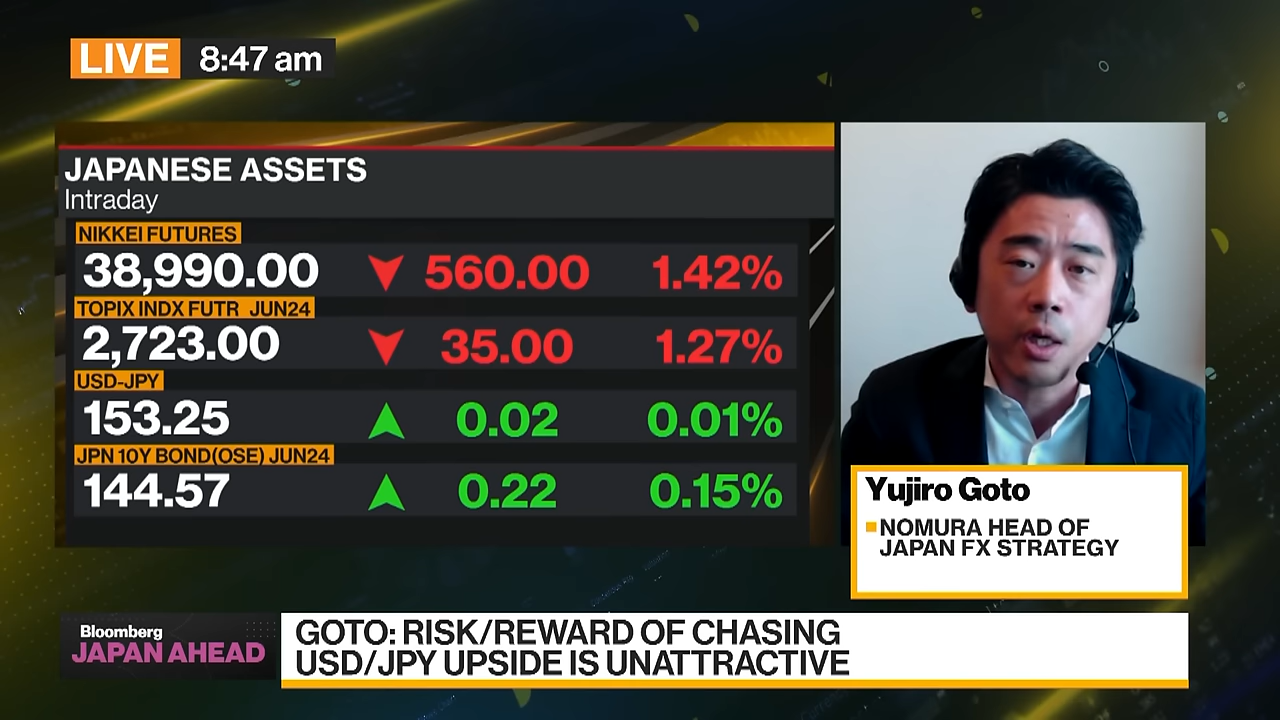 LIVE 8:47 am
JAPANESE ASSETS
Intraday
NIKKEI FUTURES
38,990.00 560.00 1.42%
TOPIX INDX FUTR JUN24
2,723.00 35.00 1.27%
USD-JPY
153.25 0.02 0.01%
JPN 10Y BOND(OSE) JUN24
144.57 0.22 0.15%
Yujiro Goto
NOMURA HEAD OF
JAPAN FX STRATEGY
Bloomberg
JAPAN AHEAD
GOTO: RISK/REWARD OF CHASING
USD/JPY UPSIDE IS UNATTRACTIVE